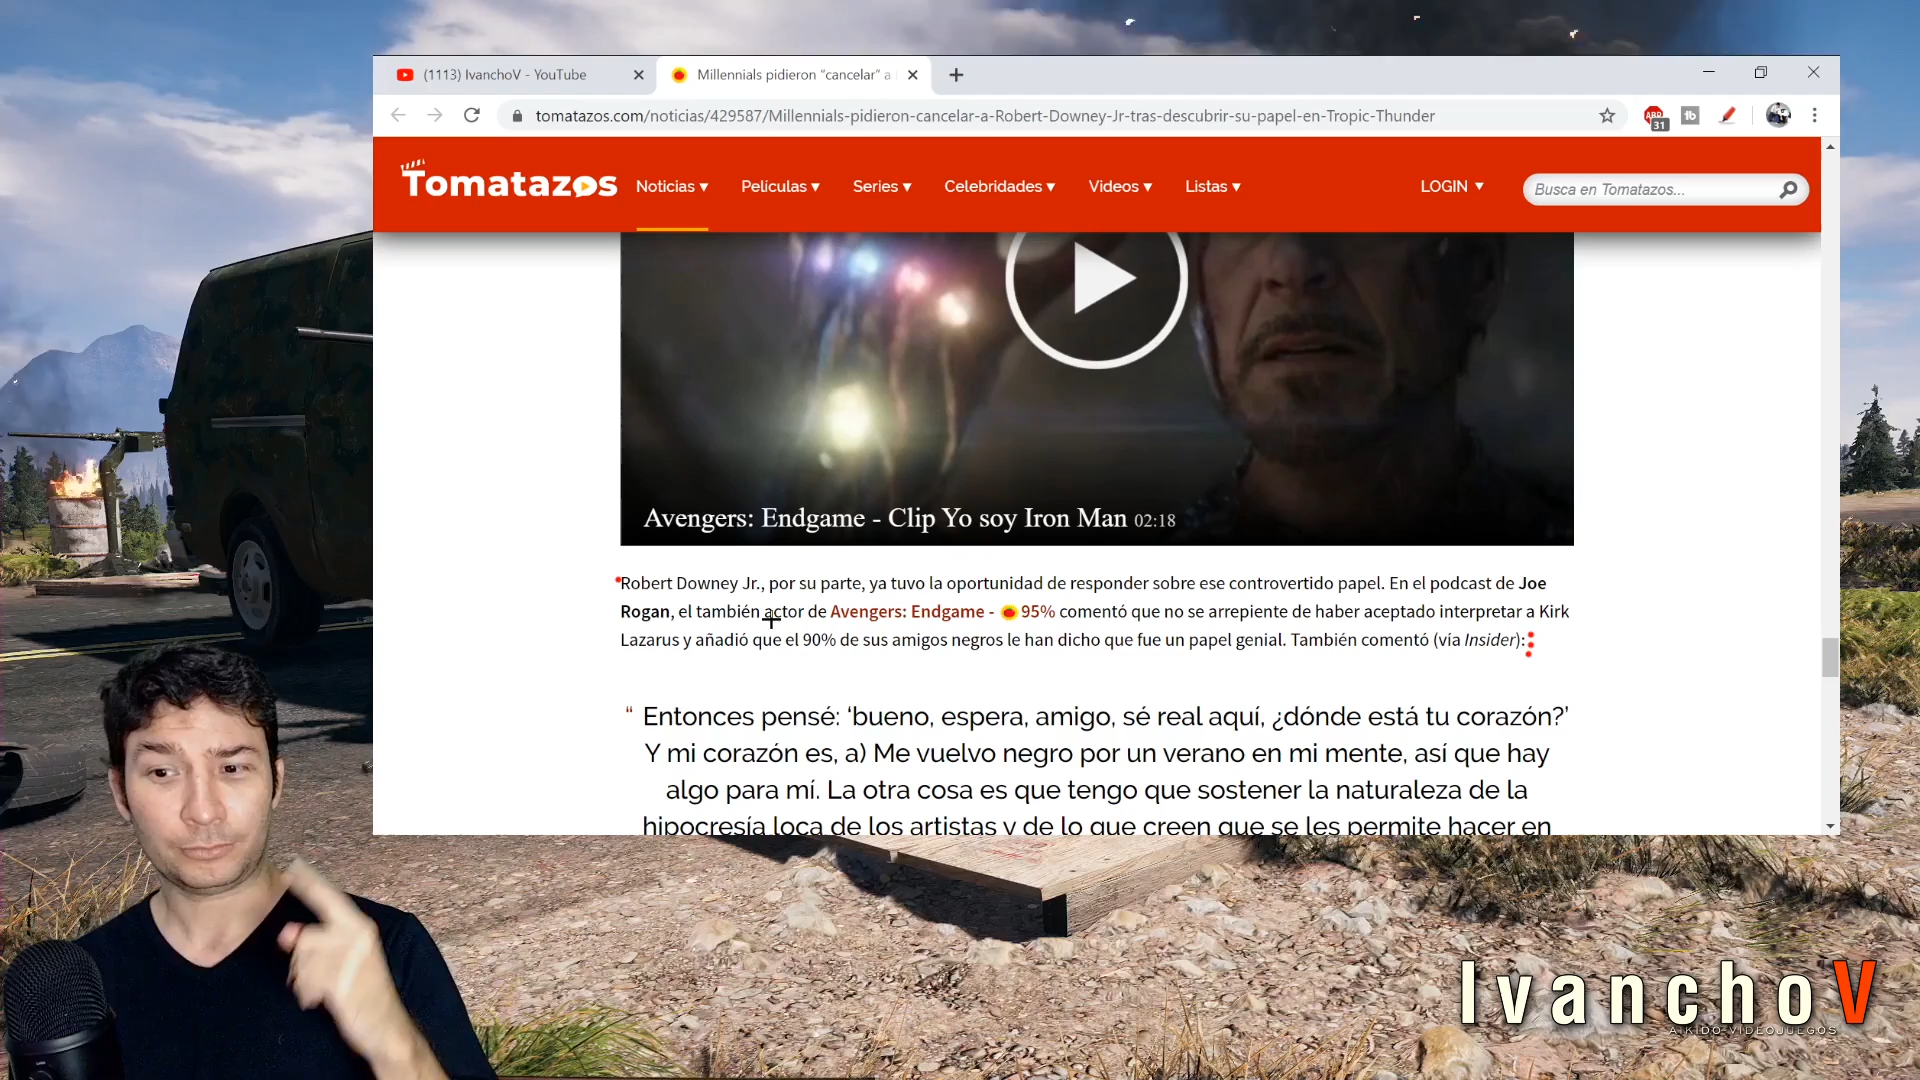 (1113) IvanchoV - YouTube
Millennials pidieron "cancelar" a
tomatazos.com/noticias/429587/Millennials-pidieron-cancelar-a-Robert-Downey-Jr-tras-descubrir-su-papel-en-Tropic-Thunder
ABP
31
tb
Tomatazos
Noticias ▾ Películas ▾ Series ▾ Celebridades ▾ Videos ▾ Listas ▾
LOGIN ▾
Busca en Tomatazos...
Avengers: Endgame - Clip Yo soy Iron Man 02:18
Robert Downey Jr., por su parte, ya tuvo la oportunidad de responder sobre ese controvertido papel. En el podcast de Joe
Rogan, el también actor de Avengers: Endgame - 95% comentó que no se arrepiente de haber aceptado interpretar a Kirk
Lazarus y añadió que el 90% de sus amigos negros le han dicho que fue un papel genial. También comentó (vía Insider):
“ Entonces pensé: ‘bueno, espera, amigo, sé real aquí, ¿dónde está tu corazón?’
Y mi corazón es, a) Me vuelvo negro por un verano en mi mente, así que hay
algo para mí. La otra cosa es que tengo que sostener la naturaleza de la
hipocresía loca de los artistas y de lo que creen que se les permite hacer en
IvanchoV
AIKIDO-VIDEOJUEGOS